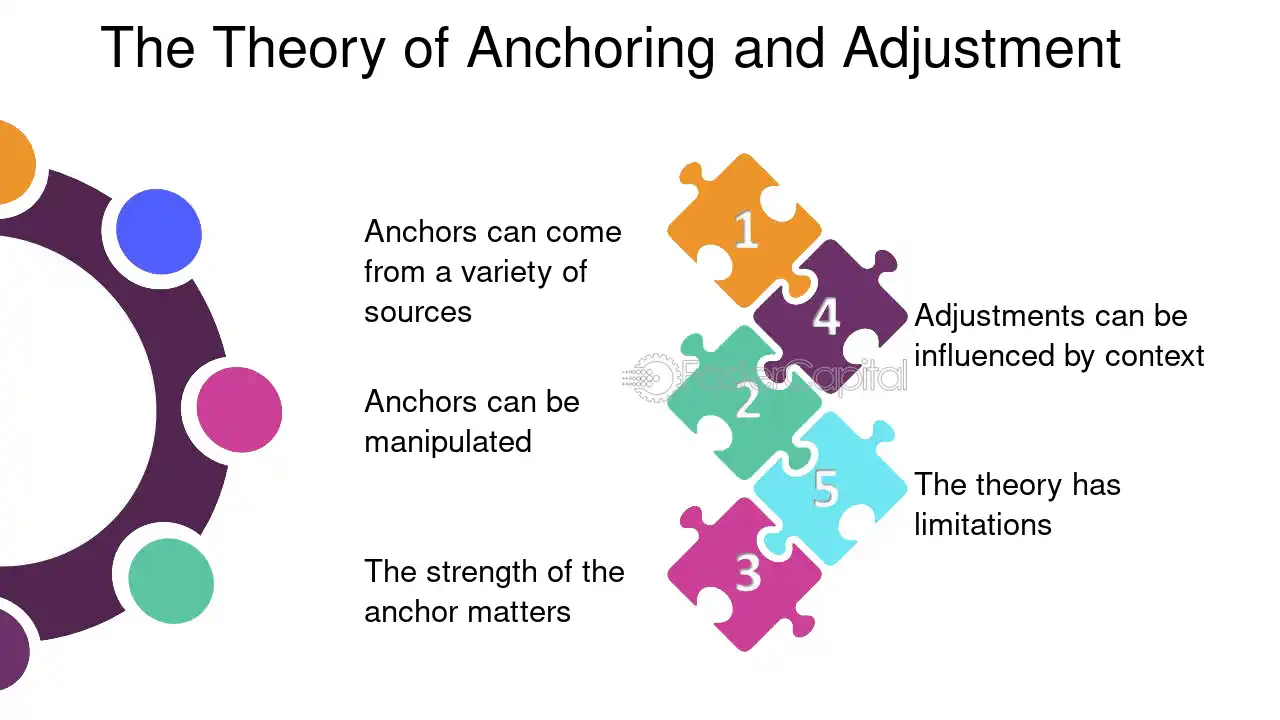 The Theory of Anchoring and Adjustment
Anchors can come
from a variety of
sources
1
4
Adjustments can be
influenced by context
FasterCapital
Anchors can be
manipulated
2
5
The theory has
limitations
The strength of the
anchor matters
3